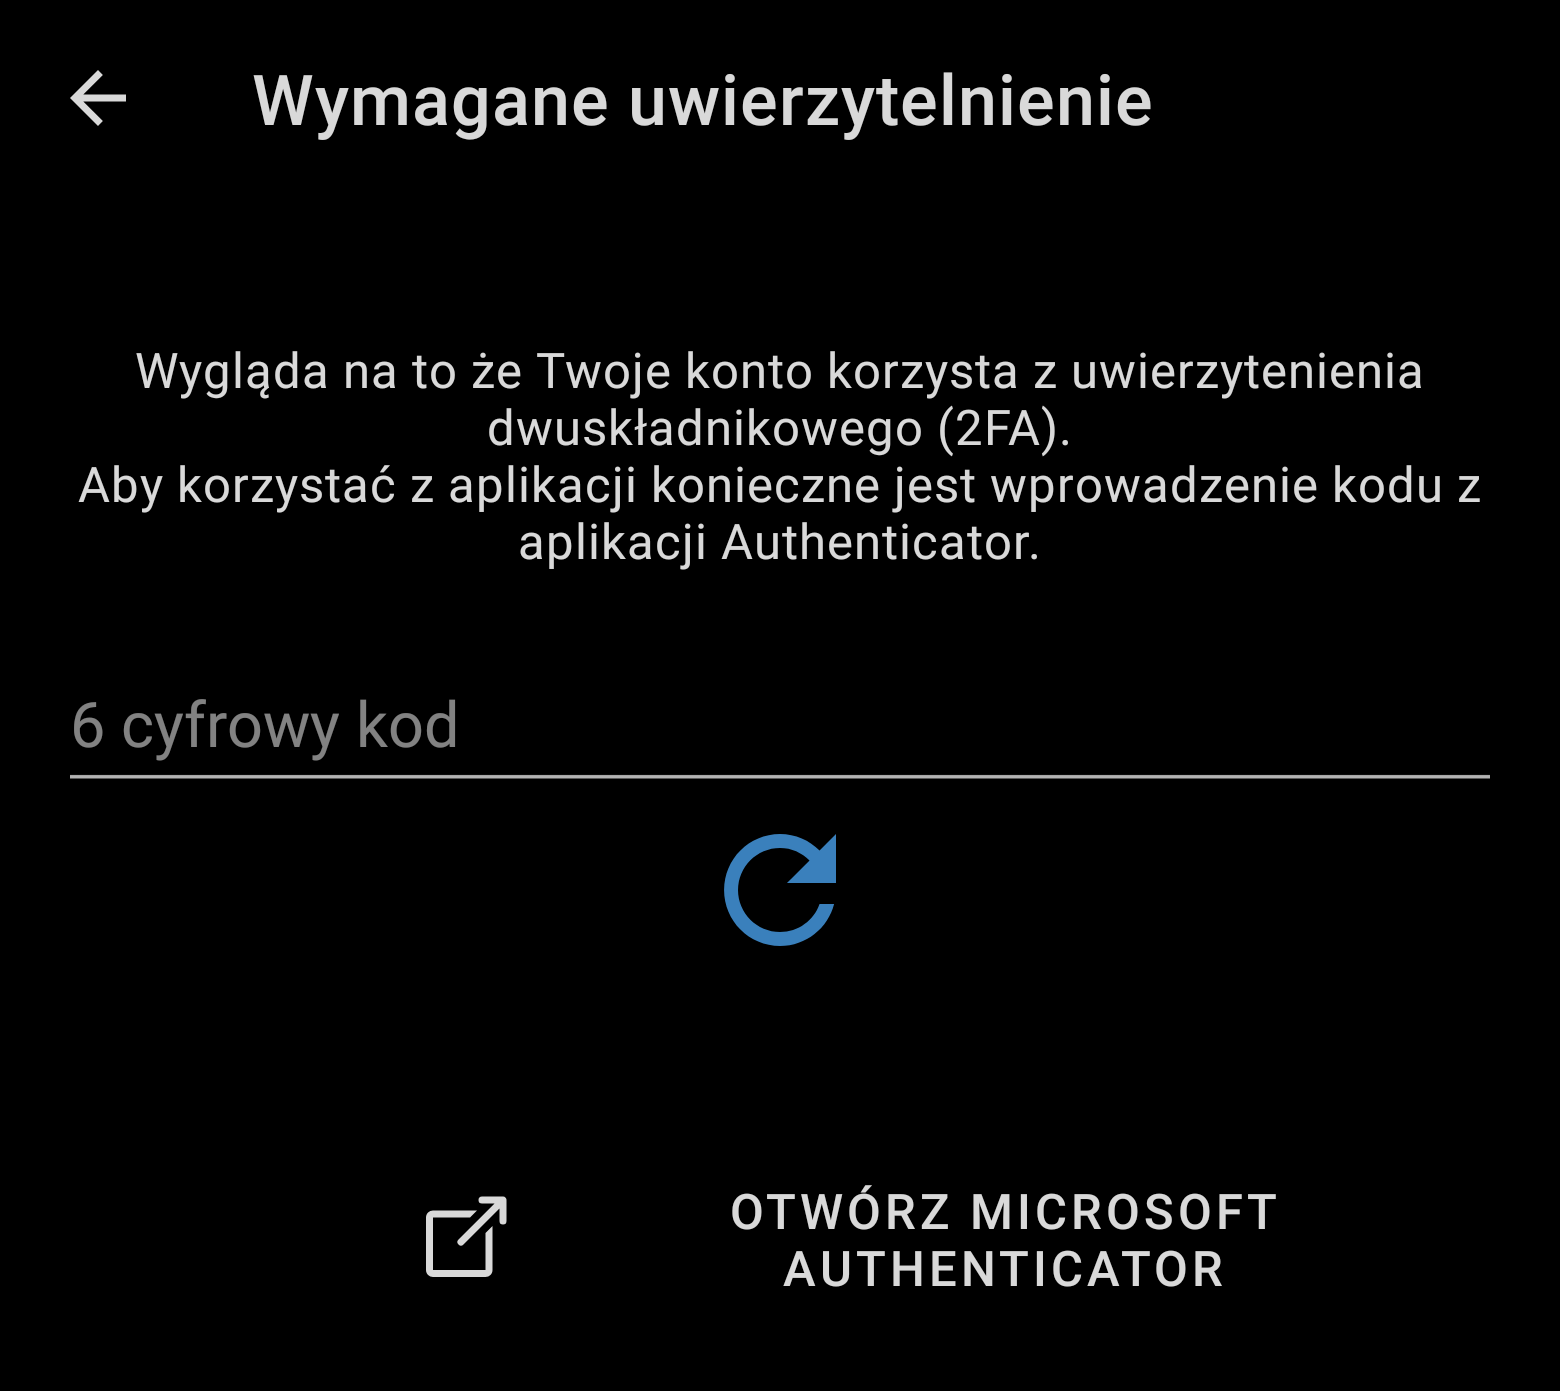 Wymagane uwierzytelnienie
Wygląda na to że Twoje konto korzysta z uwierzytenienia
dwuskładnikowego (2FA).
Aby korzystać z aplikacji konieczne jest wprowadzenie kodu z
aplikacji Authenticator.
6 cyfrowy kod
OTWÓRZ MICROSOFT
AUTHENTICATOR